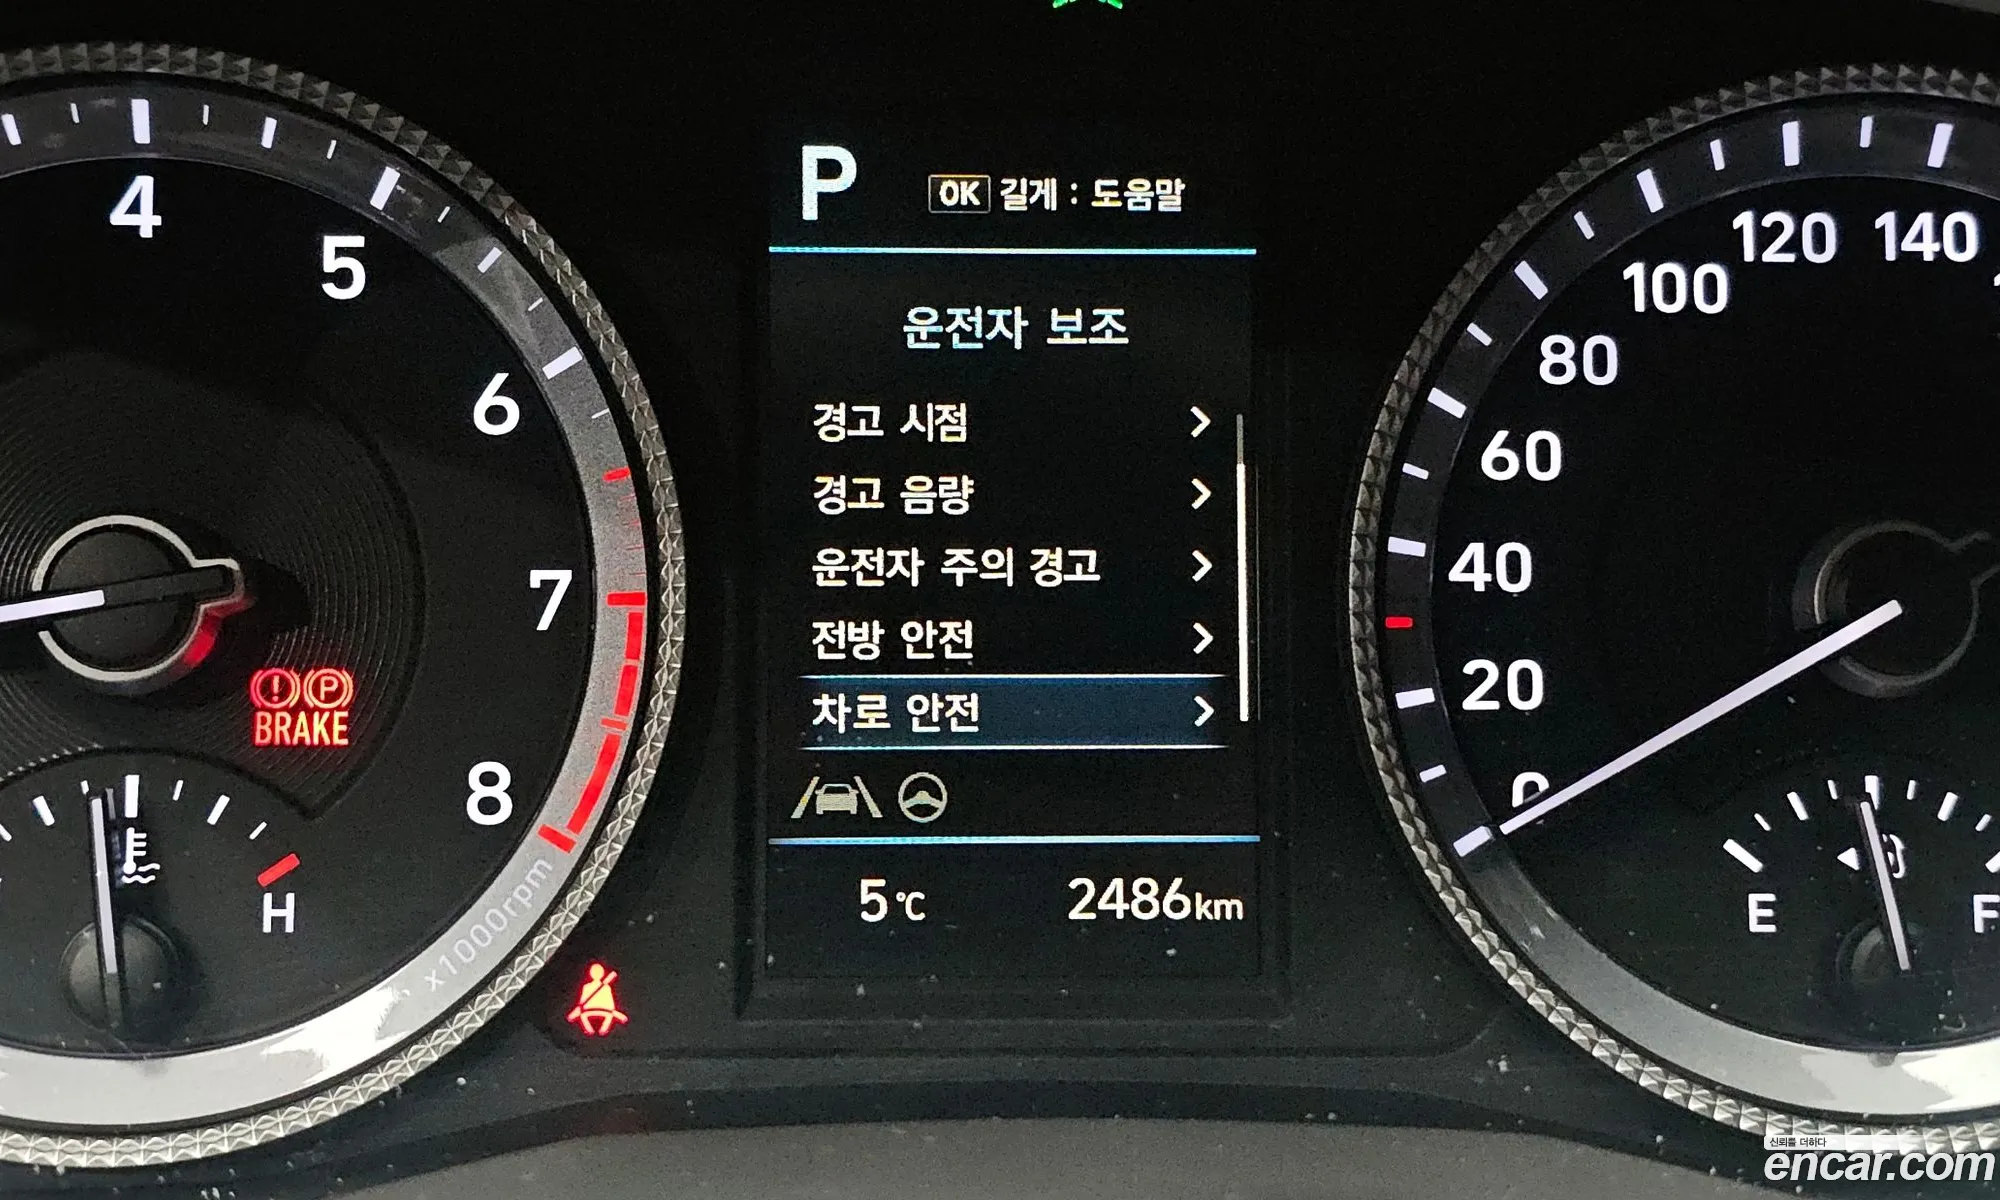 P
OK 길게 : 도움말
운전자 보조
경고 시점
경고 음량
운전자 주의 경고
전방 안전
차로 안전
5℃ 2486km
4
5
6
7
8
x1000rpm
P
BRAKE
H
0
20
40
60
80
100
120
140
E
F
신뢰를 더하다
encar.com